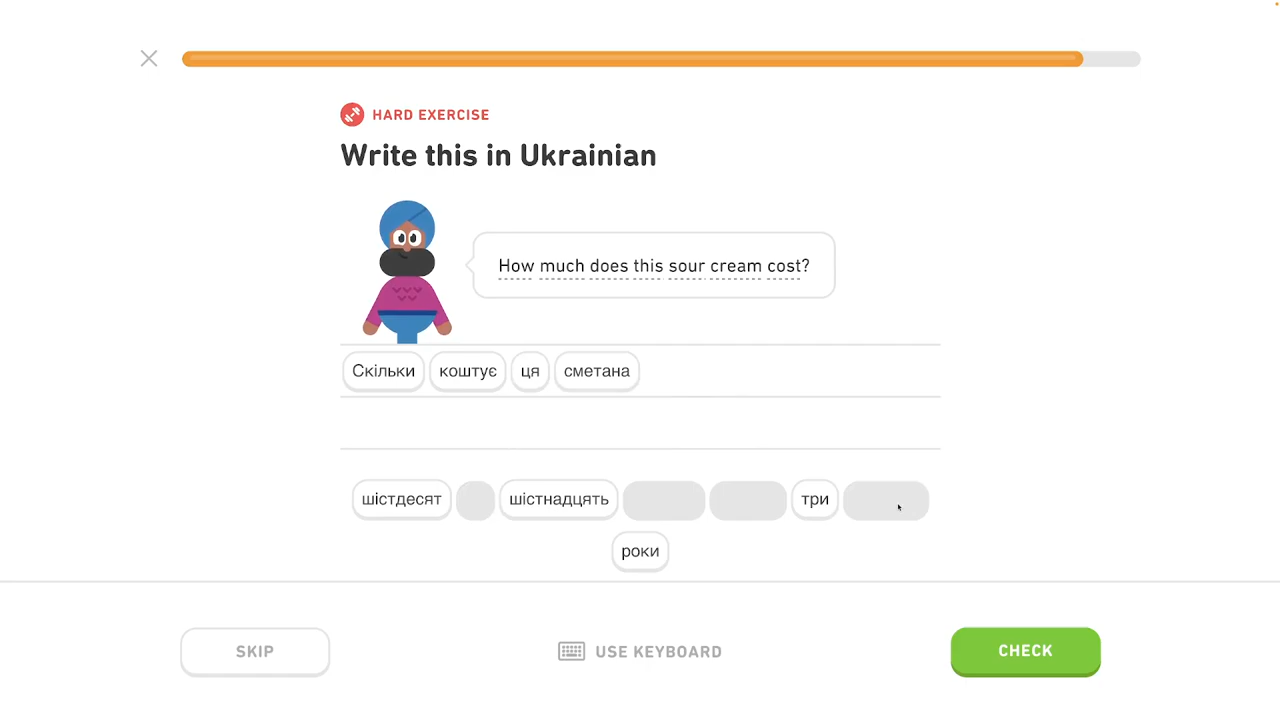 HARD EXERCISE
Write this in Ukrainian
How much does this sour cream cost?
Скільки коштує ця сметана
шістдесят шістнадцять три
роки
SKIP USE KEYBOARD CHECK